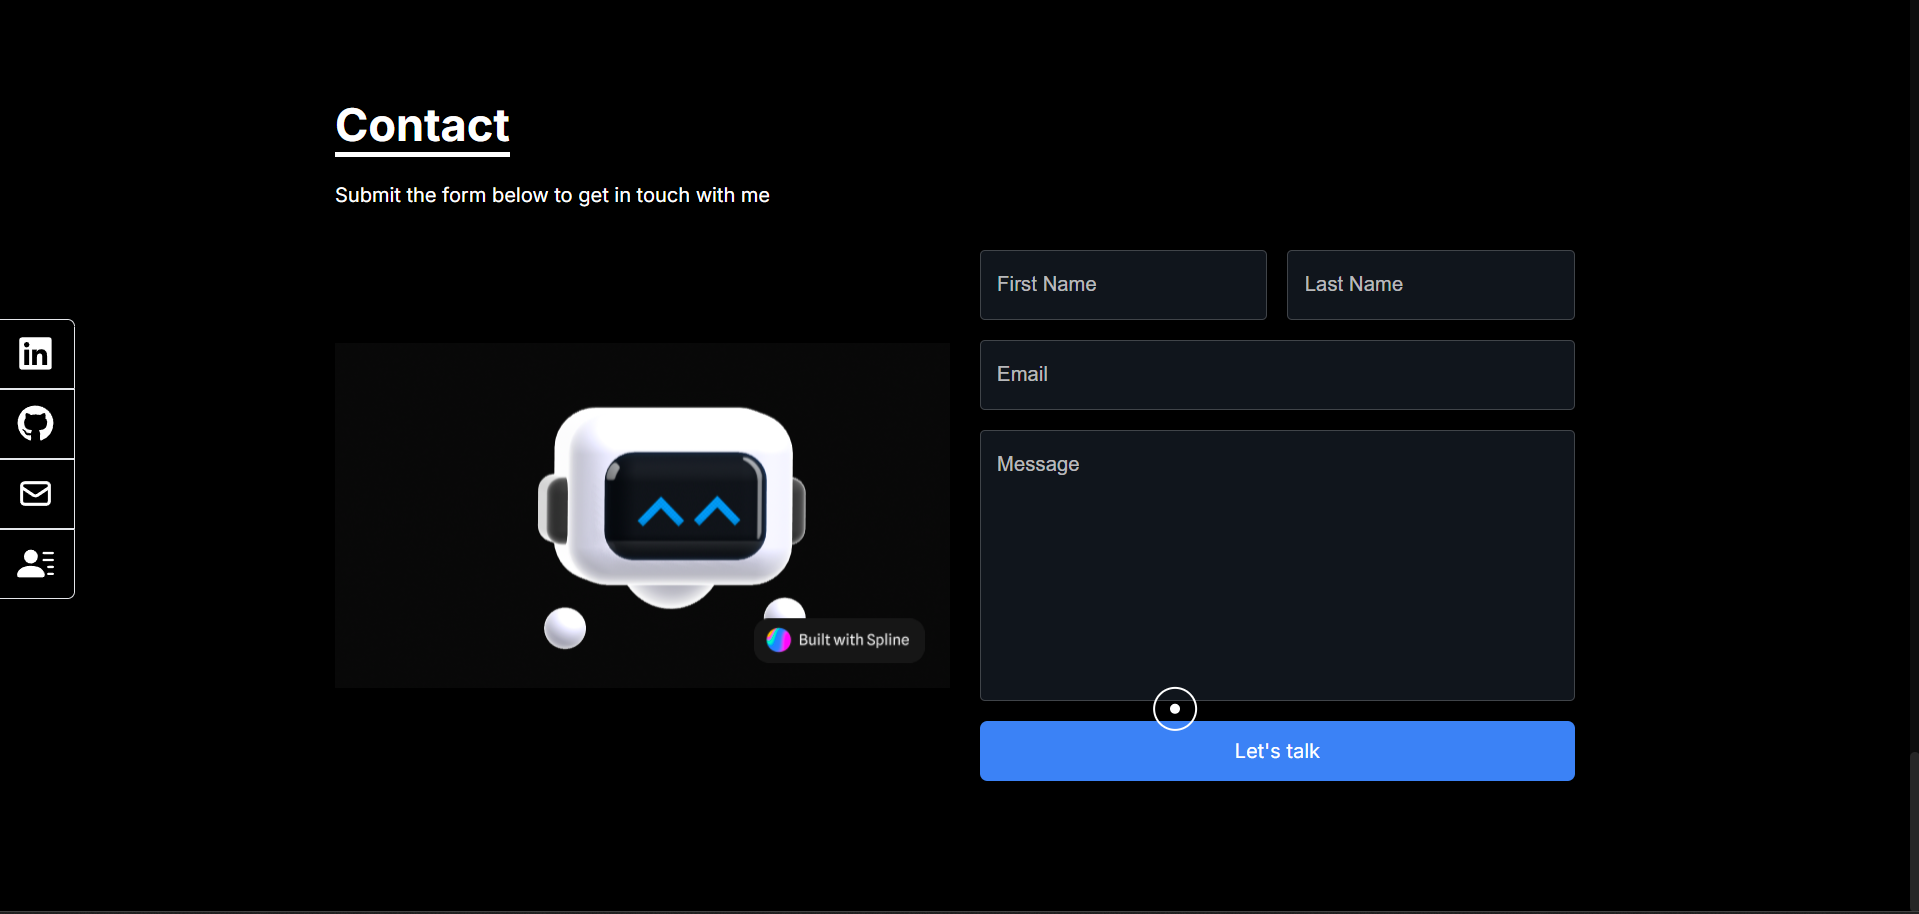 Contact
Submit the form below to get in touch with me
First Name
Last Name
Email
Message
Built with Spline
Let's talk